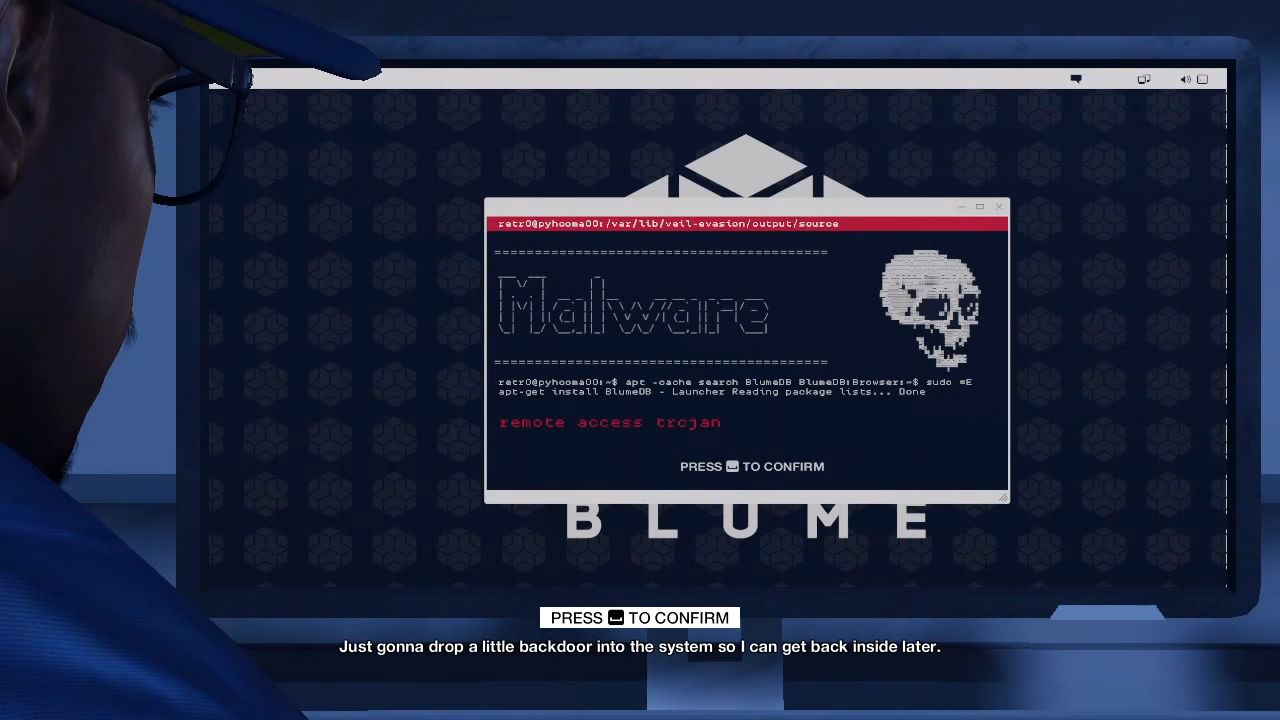 retr0@pyhooma00:/var/lib/veil-evasion/output/source
========================================
Malware
========================================
retr0@pyhooma00:~$ apt -cache search BlumeDB BlumeDB:Browser:~$ sudo =E
apt-get install BlumeDB - Launcher Reading package lists... Done
remote access trojan
PRESS TO CONFIRM
BLUME
PRESS TO CONFIRM
Just gonna drop a little backdoor into the system so I can get back inside later.